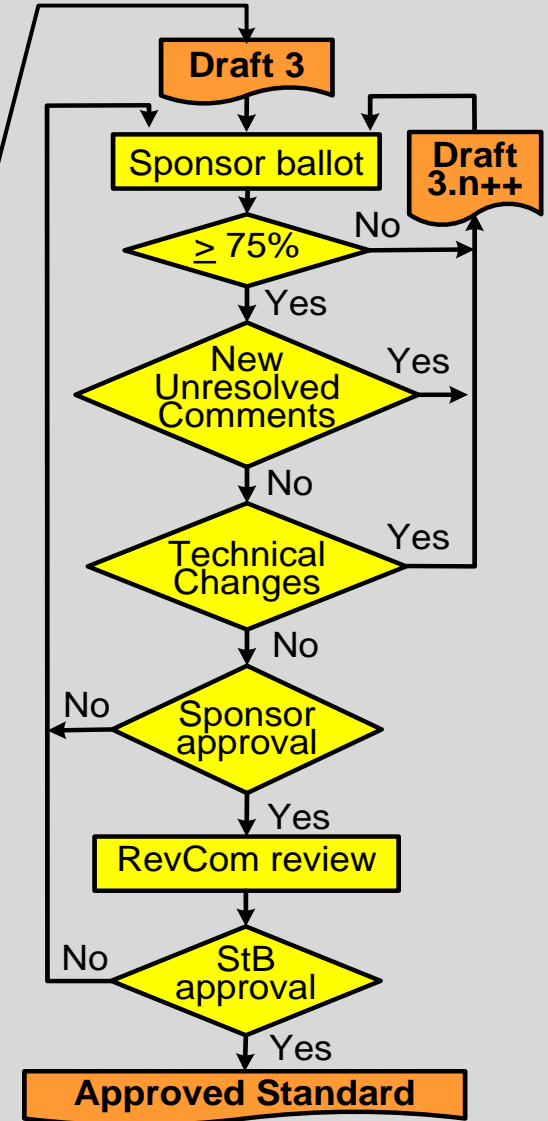 Draft 3
Sponsor ballot
Draft
3.n++
≥ 75%
No
Yes
New
Unresolved
Comments
Yes
No
Technical
Changes
Yes
No
No
Sponsor
approval
Yes
RevCom review
No
StB
approval
Yes
Approved Standard